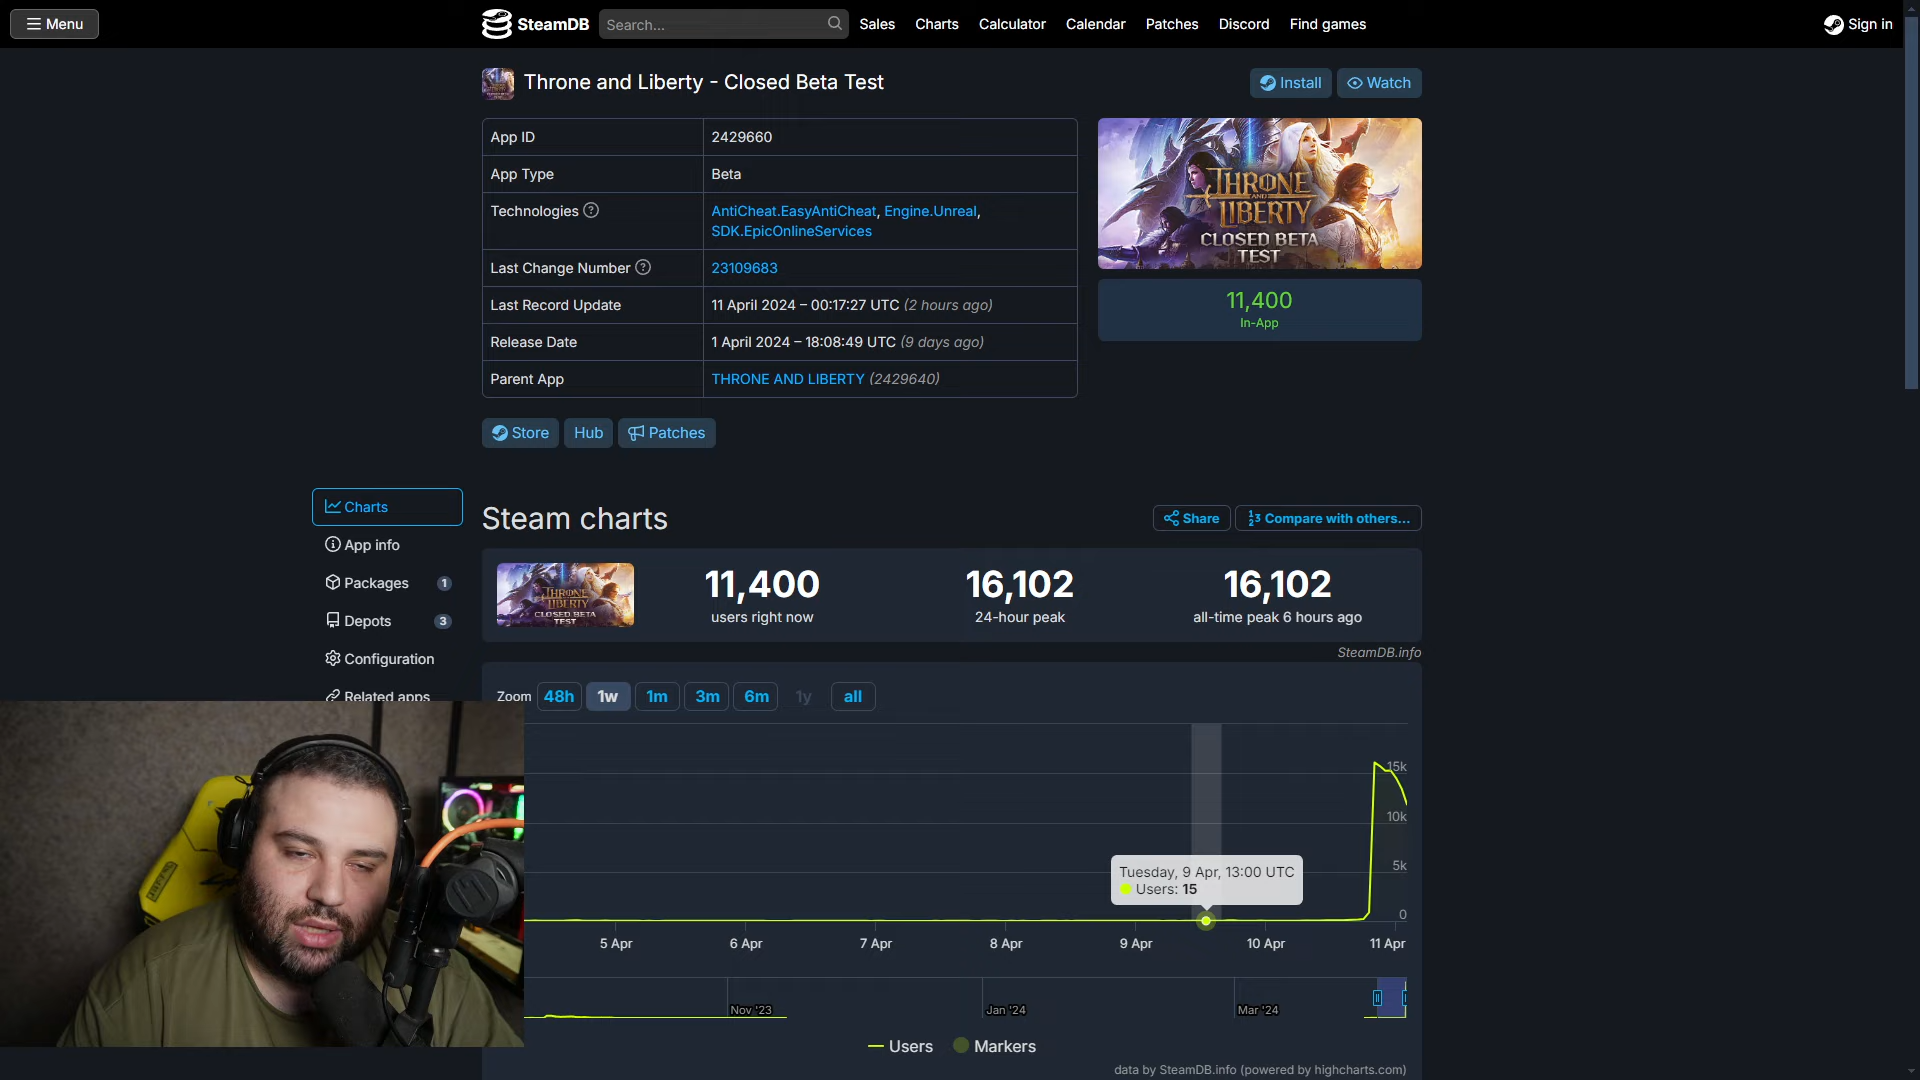 Menu
SteamDB
Search...
Sales
Charts
Calculator
Calendar
Patches
Discord
Find games
Sign in
Throne and Liberty - Closed Beta Test
Install
Watch
App ID
2429660
App Type
Beta
Technologies
AntiCheat.EasyAntiCheat, Engine.Unreal,
SDK.EpicOnlineServices
Last Change Number
23109683
Last Record Update
11 April 2024 – 00:17:27 UTC (2 hours ago)
Release Date
1 April 2024 – 18:08:49 UTC (9 days ago)
Parent App
THRONE AND LIBERTY (2429640)
THRONE
AND
LIBERTY
CLOSED BETA
TEST
11,400
In-App
Store
Hub
Patches
Charts
App info
Packages 1
Depots 3
Configuration
Related apps
Steam charts
Share
Compare with others...
THRONE
AND
LIBERTY
CLOSED BETA
TEST
11,400
users right now
16,102
24-hour peak
16,102
all-time peak 6 hours ago
SteamDB.info
Zoom 48h 1w 1m 3m 6m 1y all
15k
10k
5k
0
Tuesday, 9 Apr, 13:00 UTC
Users: 15
5 Apr
6 Apr
7 Apr
8 Apr
9 Apr
10 Apr
11 Apr
Nov '23
Jan '24
Mar '24
Users
Markers
data by SteamDB.info (powered by highcharts.com)